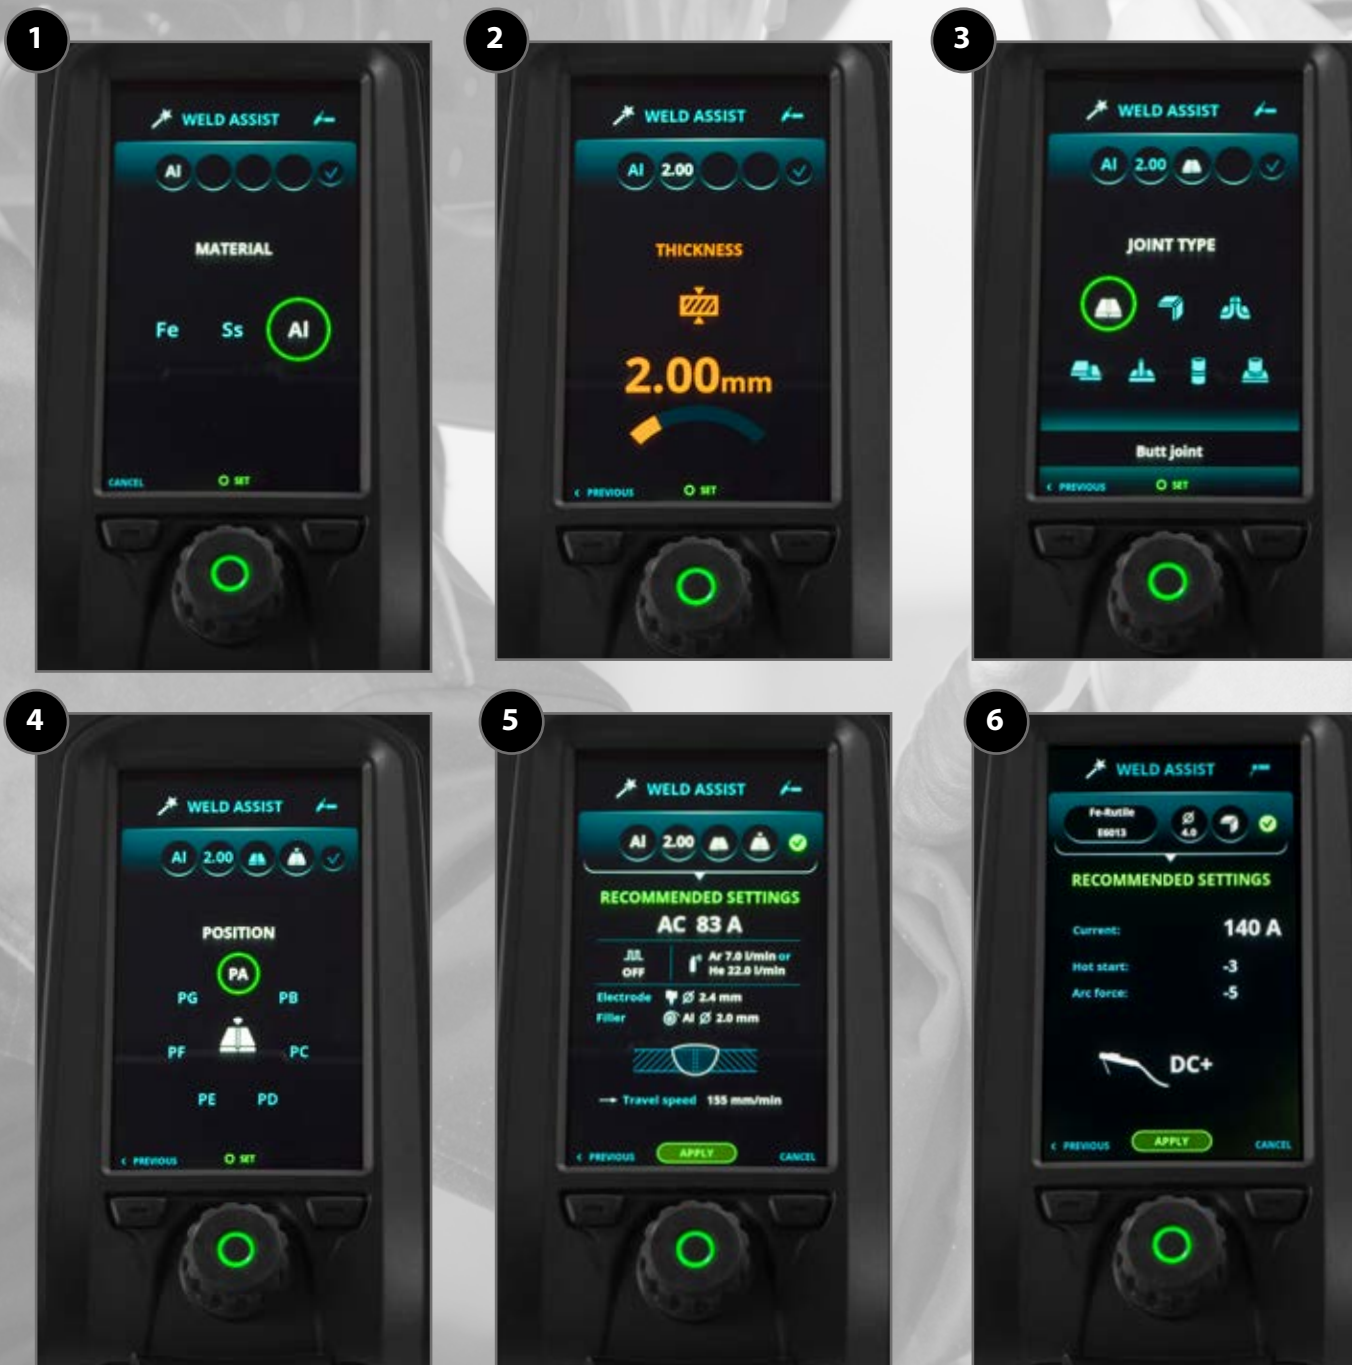 1
WELD ASSIST
Al
MATERIAL
Fe Ss Al
CANCEL SET
2
WELD ASSIST
Al 2.00
THICKNESS
2.00mm
< PREVIOUS SET
3
WELD ASSIST
Al 2.00
JOINT TYPE
Butt joint
< PREVIOUS SET
4
WELD ASSIST
Al 2.00
POSITION
PA
PG PB
PF PC
PE PD
< PREVIOUS SET
5
WELD ASSIST
Al 2.00
RECOMMENDED SETTINGS
AC 83 A
OFF
Ar 7.0 l/min or
He 22.0 l/min
Electrode Ø 2.4 mm
Filler Al Ø 2.0 mm
Travel speed 155 mm/min
< PREVIOUS APPLY CANCEL
6
WELD ASSIST
Fe-Rutile
E6013
Ø
4.0
RECOMMENDED SETTINGS
Current: 140 A
Hot start: -3
Arc force: -5
DC+
< PREVIOUS APPLY CANCEL